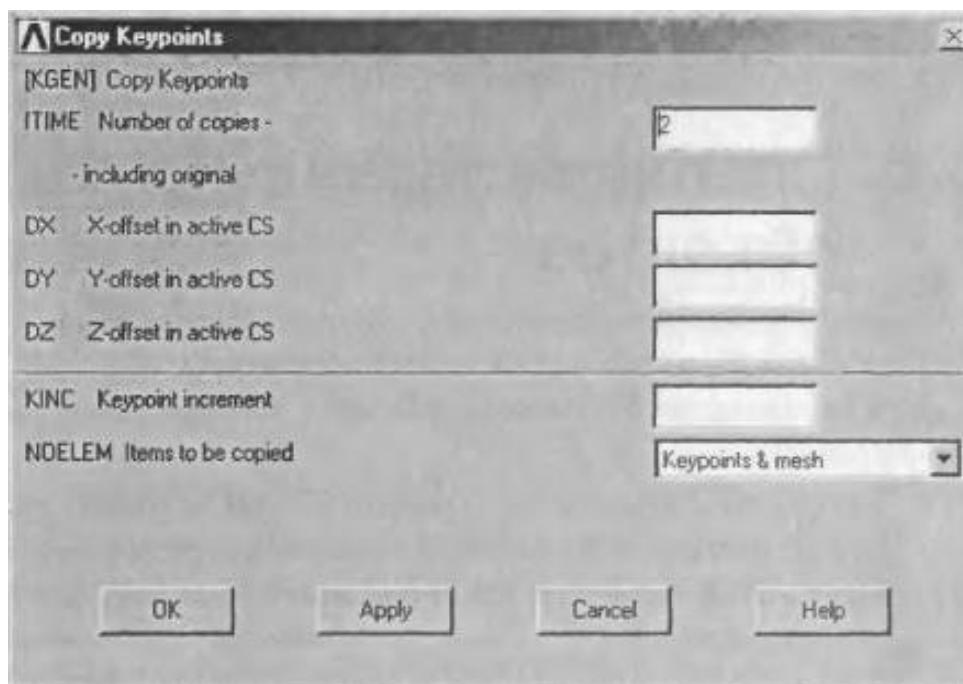 Copy Keypoints
[KGEN] Copy Keypoints
ITIME Number of copies - 2
- including original
DX X-offset in active CS
DY Y-offset in active CS
DZ Z-offset in active CS
KINC Keypoint increment
NOELEM Items to be copied Keypoints & mesh
OK Apply Cancel Help